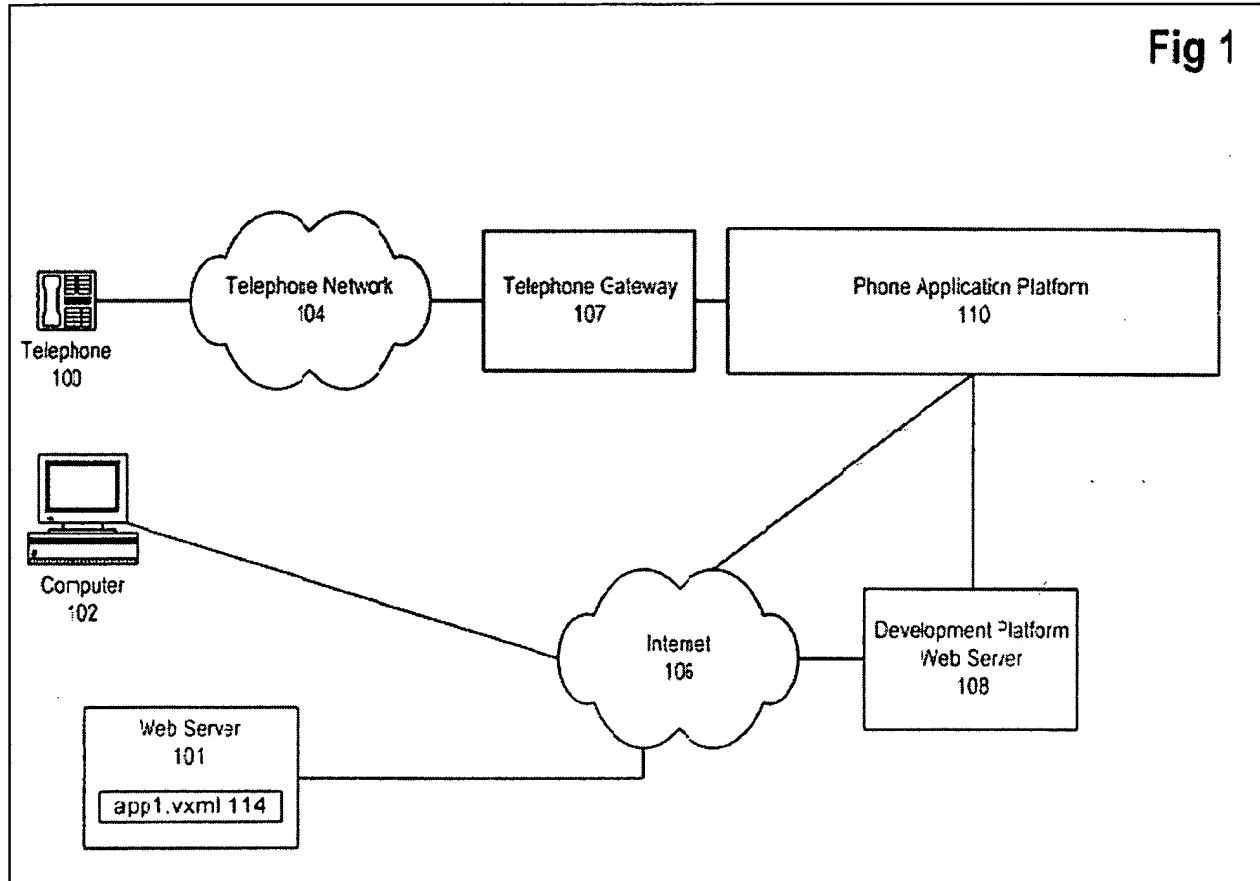 Fig 1
Telephone Network
104
Telephone Gateway
107
Phone Application Platform
110
Telephone
100
Computer
102
Internet
106
Development Platform
Web Server
108
Web Server
101
app1.vxml 114